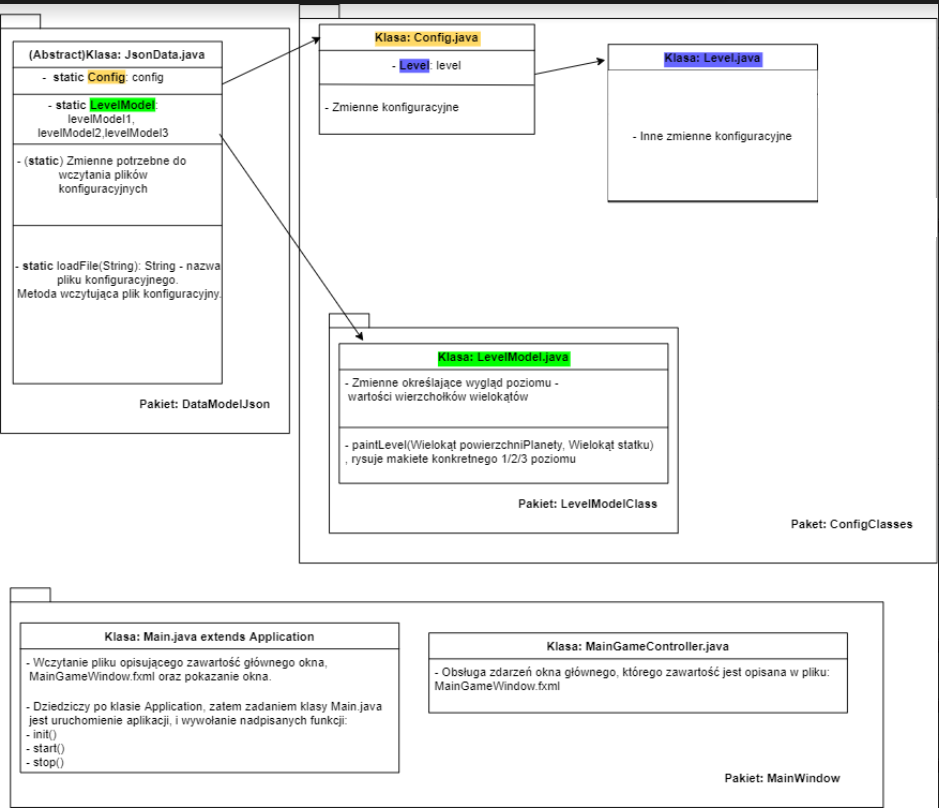 (Abstract)Klasa: JsonData.java
- static Config: config
- static LevelModel:
levelModel1,
levelModel2,levelModel3
- (static) Zmienne potrzebne do
wczytania plików
konfiguracyjnych
- static loadFile(String): String - nazwa
pliku konfiguracyjnego.
Metoda wczytująca plik konfiguracyjny.
Pakiet: DataModelJson
Klasa: Config.java
- Level: level
- Zmienne konfiguracyjne
Klasa: Level.java
- Inne zmienne konfiguracyjne
Klasa: LevelModel.java
- Zmienne określające wygląd poziomu -
wartości wierzchołków wielokątów
- paintLevel(Wielokąt powierzchniPlanety, Wielokąt statku)
, rysuje makiete konkretnego 1/2/3 poziomu
Pakiet: LevelModelClass
Paket: ConfigClasses
Klasa: Main.java extends Application
- Wczytanie pliku opisującego zawartość głównego okna,
MainGameWindow.fxml oraz pokazanie okna.
- Dziedziczy po klasie Application, zatem zadaniem klasy Main.java
jest uruchomienie aplikacji, i wywołanie nadpisanych funkcji:
- init()
- start()
- stop()
Klasa: MainGameController.java
- Obsługa zdarzeń okna głównego, którego zawartość jest opisana w pliku:
MainGameWindow.fxml
Pakiet: MainWindow